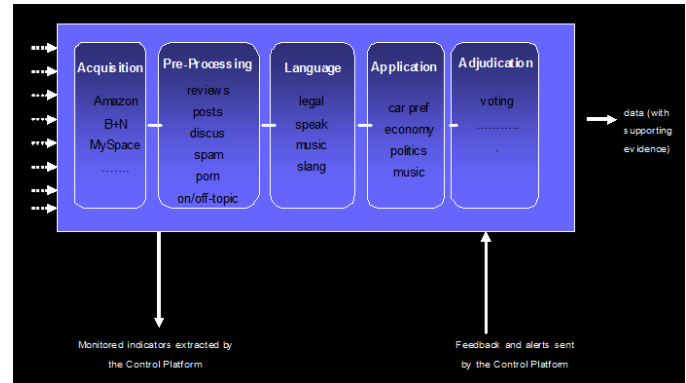 Acquisition
Amazon
B+N
MySpace
.......
Pre-Processing
reviews
posts
discus
spam
porn
on/off-topic
Language
legal
speak
music
slang
Application
car pref
economy
politics
music
Adjudication
voting
...........
.
data (with
supporting
evidence)
Monitored indicators extracted by
the Control Platform
Feedback and alerts sent
by the Control Platform